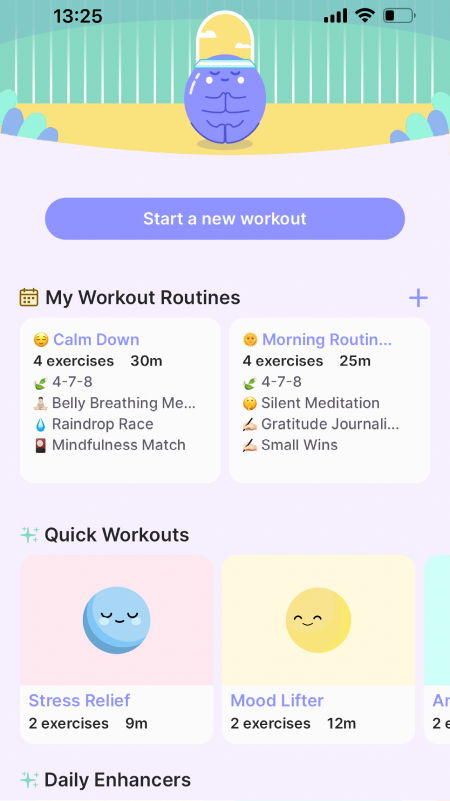 13:25
Start a new workout
My Workout Routines
Calm Down
4 exercises 30m
4-7-8
Belly Breathing Me...
Raindrop Race
Mindfulness Match
Morning Routin...
4 exercises 25m
4-7-8
Silent Meditation
Gratitude Journali...
Small Wins
Quick Workouts
Stress Relief
2 exercises 9m
Mood Lifter
2 exercises 12m
Daily Enhancers